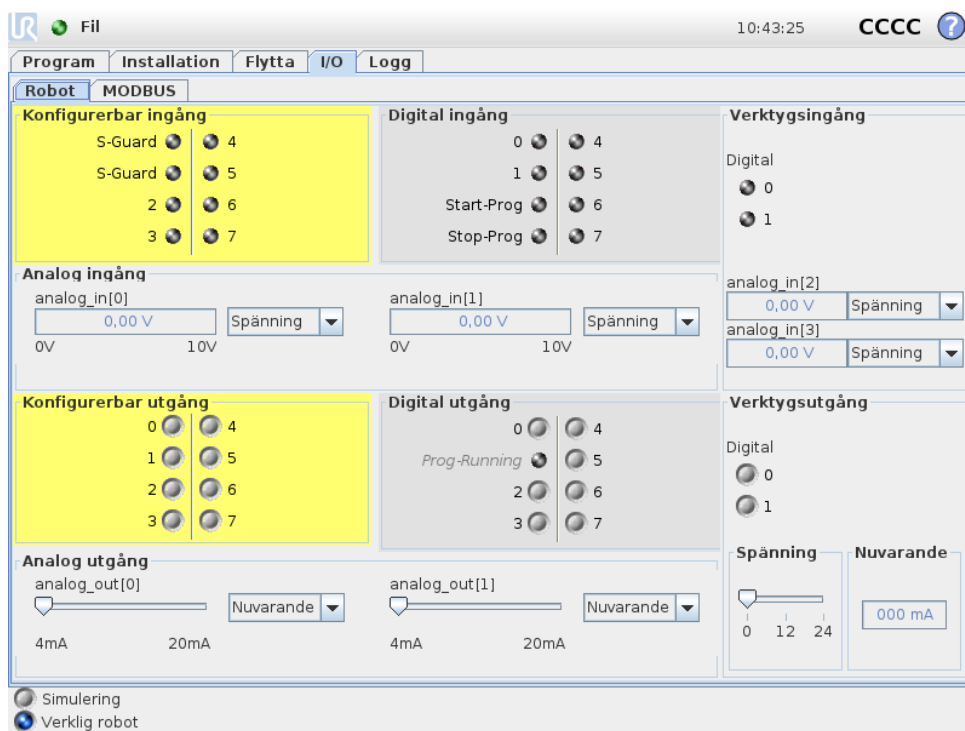 UR Fil 10:43:25 CCCC ?
Program Installation Flytta I/O Logg
Robot MODBUS
Konfigurerbar ingång
S-Guard 4
S-Guard 5
2 6
3 7
Digital ingång
0 4
1 5
Start-Prog 6
Stop-Prog 7
Verktygsingång
Digital
0
1
Analog ingång
analog_in[0]
0,00 V Spänning
0V 10V
analog_in[1]
0,00 V Spänning
0V 10V
analog_in[2]
0,00 V Spänning
analog_in[3]
0,00 V Spänning
Konfigurerbar utgång
0 4
1 5
2 6
3 7
Digital utgång
0 4
Prog-Running 5
2 6
3 7
Verktygsutgång
Digital
0
1
Analog utgång
analog_out[0]
Nuvarande
4mA 20mA
analog_out[1]
Nuvarande
4mA 20mA
Spänning
0 12 24
Nuvarande
000 mA
Simulering
Verklig robot